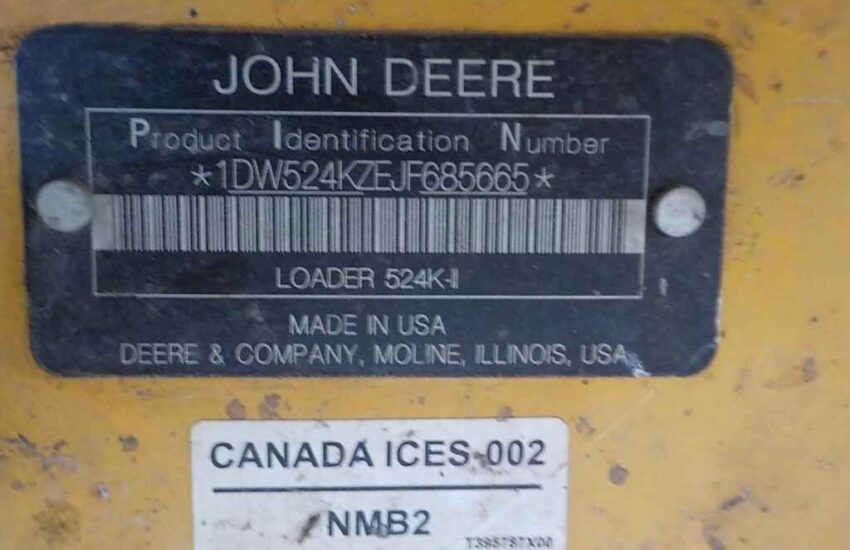 JOHN DEERE
Product Identification Number
*1DW524KZEJF685665*
LOADER 524K-II
MADE IN USA
DEERE & COMPANY, MOLINE, ILLINOIS, USA
CANADA ICES-002
NMB2